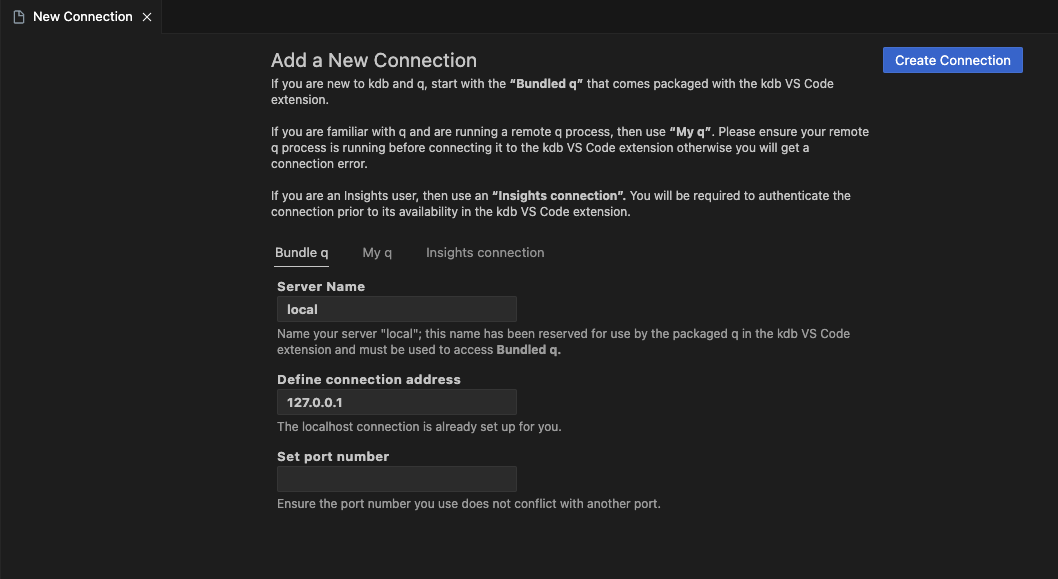 New Connection
Add a New Connection
Create Connection
If you are new to kdb and q, start with the “Bundled q” that comes packaged with the kdb VS Code
extension.
If you are familiar with q and are running a remote q process, then use “My q”. Please ensure your remote
q process is running before connecting it to the kdb VS Code extension otherwise you will get a
connection error.
If you are an Insights user, then use an “Insights connection”. You will be required to authenticate the
connection prior to its availability in the kdb VS Code extension.
Bundle q My q Insights connection
Server Name
local
Name your server "local"; this name has been reserved for use by the packaged q in the kdb VS Code
extension and must be used to access Bundled q.
Define connection address
127.0.0.1
The localhost connection is already set up for you.
Set port number
Ensure the port number you use does not conflict with another port.